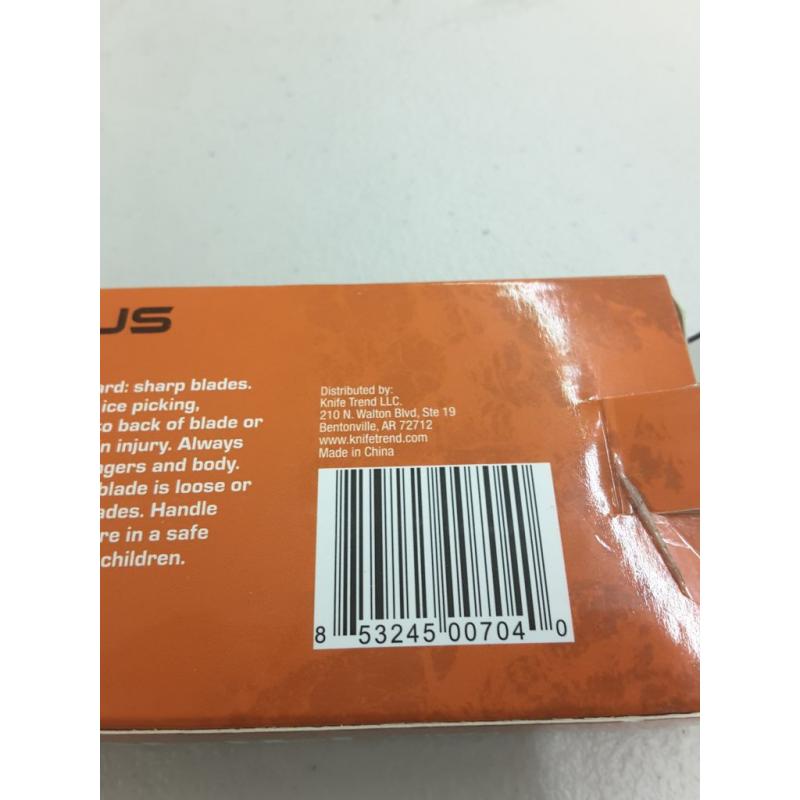 US
ard: sharp blades.
ice picking,
to back of blade or
n injury. Always
ngers and body.
blade is loose or
ades. Handle
re in a safe
children.
Distributed by:
Knife Trend LLC.
210 N. Walton Blvd, Ste 19
Bentonville, AR 72712
www.knifetrend.com
Made in China
8 53245 00704 0